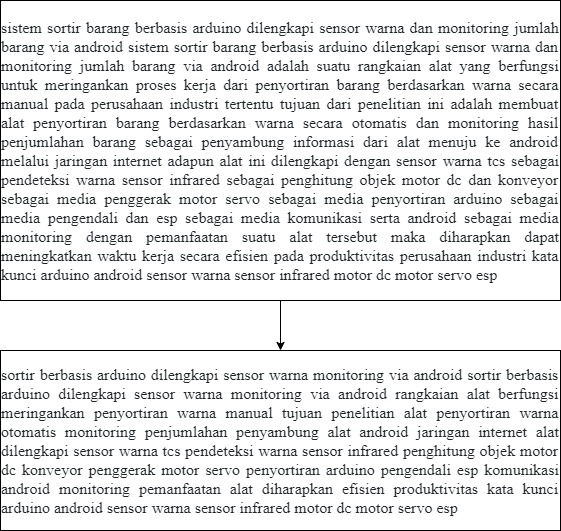 sistem sortir barang berbasis arduino dilengkapi sensor warna dan monitoring jumlah
barang via android sistem sortir barang berbasis arduino dilengkapi sensor warna dan
monitoring jumlah barang via android adalah suatu rangkaian alat yang berfungsi
untuk meringankan proses kerja dari penyortiran barang berdasarkan warna secara
manual pada perusahaan industri tertentu tujuan dari penelitian ini adalah membuat
alat penyortiran barang berdasarkan warna secara otomatis dan monitoring hasil
penjumlahan barang sebagai penyambung informasi dari alat menuju ke android
melalui jaringan internet adapun alat ini dilengkapi dengan sensor warna tcs sebagai
pendeteksi warna sensor infrared sebagai penghitung objek motor dc dan konveyor
sebagai media penggerak motor servo sebagai media penyortiran arduino sebagai
media pengendali dan esp sebagai media komunikasi serta android sebagai media
monitoring dengan pemanfaatan suatu alat tersebut maka diharapkan dapat
meningkatkan waktu kerja secara efisien pada produktivitas perusahaan industri kata
kunci arduino android sensor warna sensor infrared motor dc motor servo esp
sortir berbasis arduino dilengkapi sensor warna monitoring via android sortir berbasis
arduino dilengkapi sensor warna monitoring via android rangkaian alat berfungsi
meringankan penyortiran warna manual tujuan penelitian alat penyortiran warna
otomatis monitoring penjumlahan penyambung alat android jaringan internet alat
dilengkapi sensor warna tcs pendeteksi warna sensor infrared penghitung objek motor
dc konveyor penggerak motor servo penyortiran arduino pengendali esp komunikasi
android monitoring pemanfaatan alat diharapkan efisien produktivitas kata kunci
arduino android sensor warna sensor infrared motor dc motor servo esp